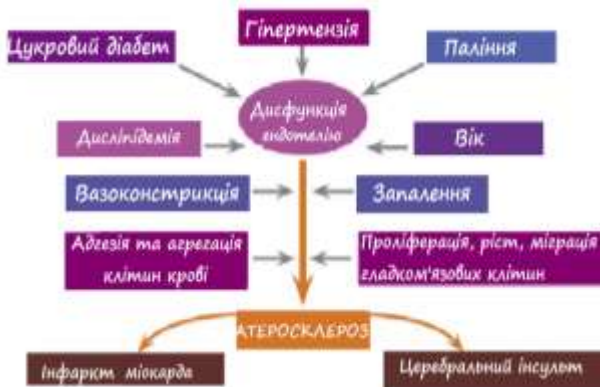 Гіпертензія
Цукровий діабет
Паління
Дисфункція
ендотелію
Дисліпідемія
Вік
Вазоконстрикція
Запалення
Адгезія та агрегація
клітин крові
Проліферація, ріст, міграція
гладком'язових клітин
АТЕРОСКЛЕРОЗ
Інфаркт міокарда
Церебральний інсульт